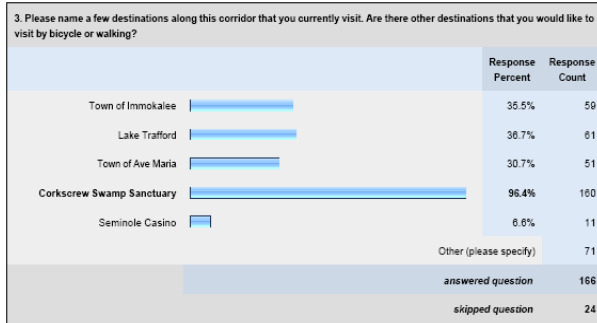 3. Please name a few destinations along this corridor that you currently visit. Are there other destinations that you would like to
visit by bicycle or walking?
Response Percent Response Count
Town of Immokalee 35.5% 59
Lake Trafford 36.7% 61
Town of Ave Maria 30.7% 51
Corkscrew Swamp Sanctuary 96.4% 160
Seminole Casino 6.6% 11
Other (please specify) 71
answered question 166
skipped question 24